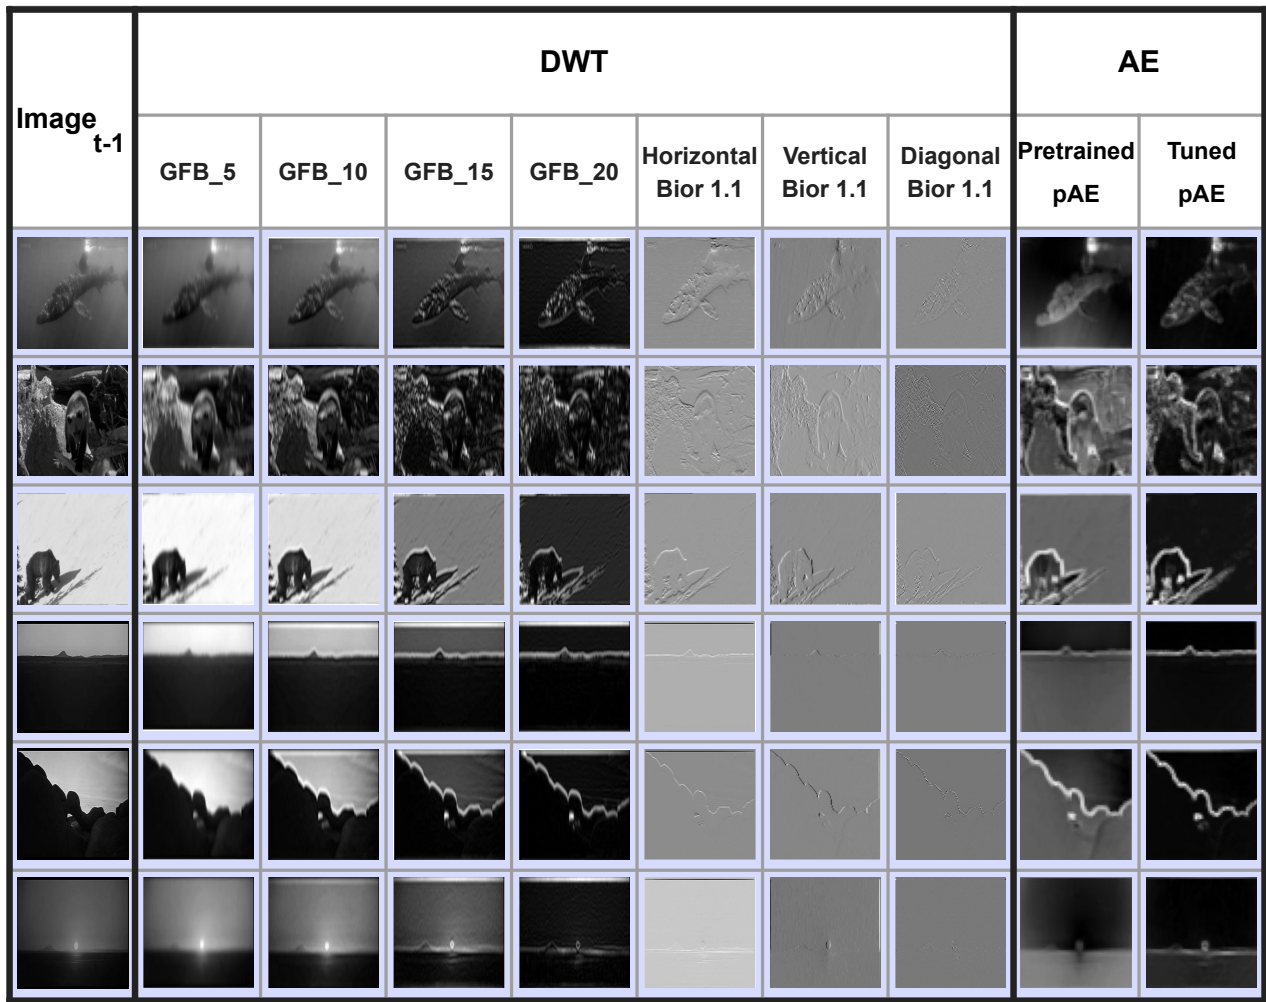 DWT
AE
Image
t-1
GFB_5
GFB_10
GFB_15
GFB_20
Horizontal
Bior 1.1
Vertical
Bior 1.1
Diagonal
Bior 1.1
Pretrained
pAE
Tuned
pAE